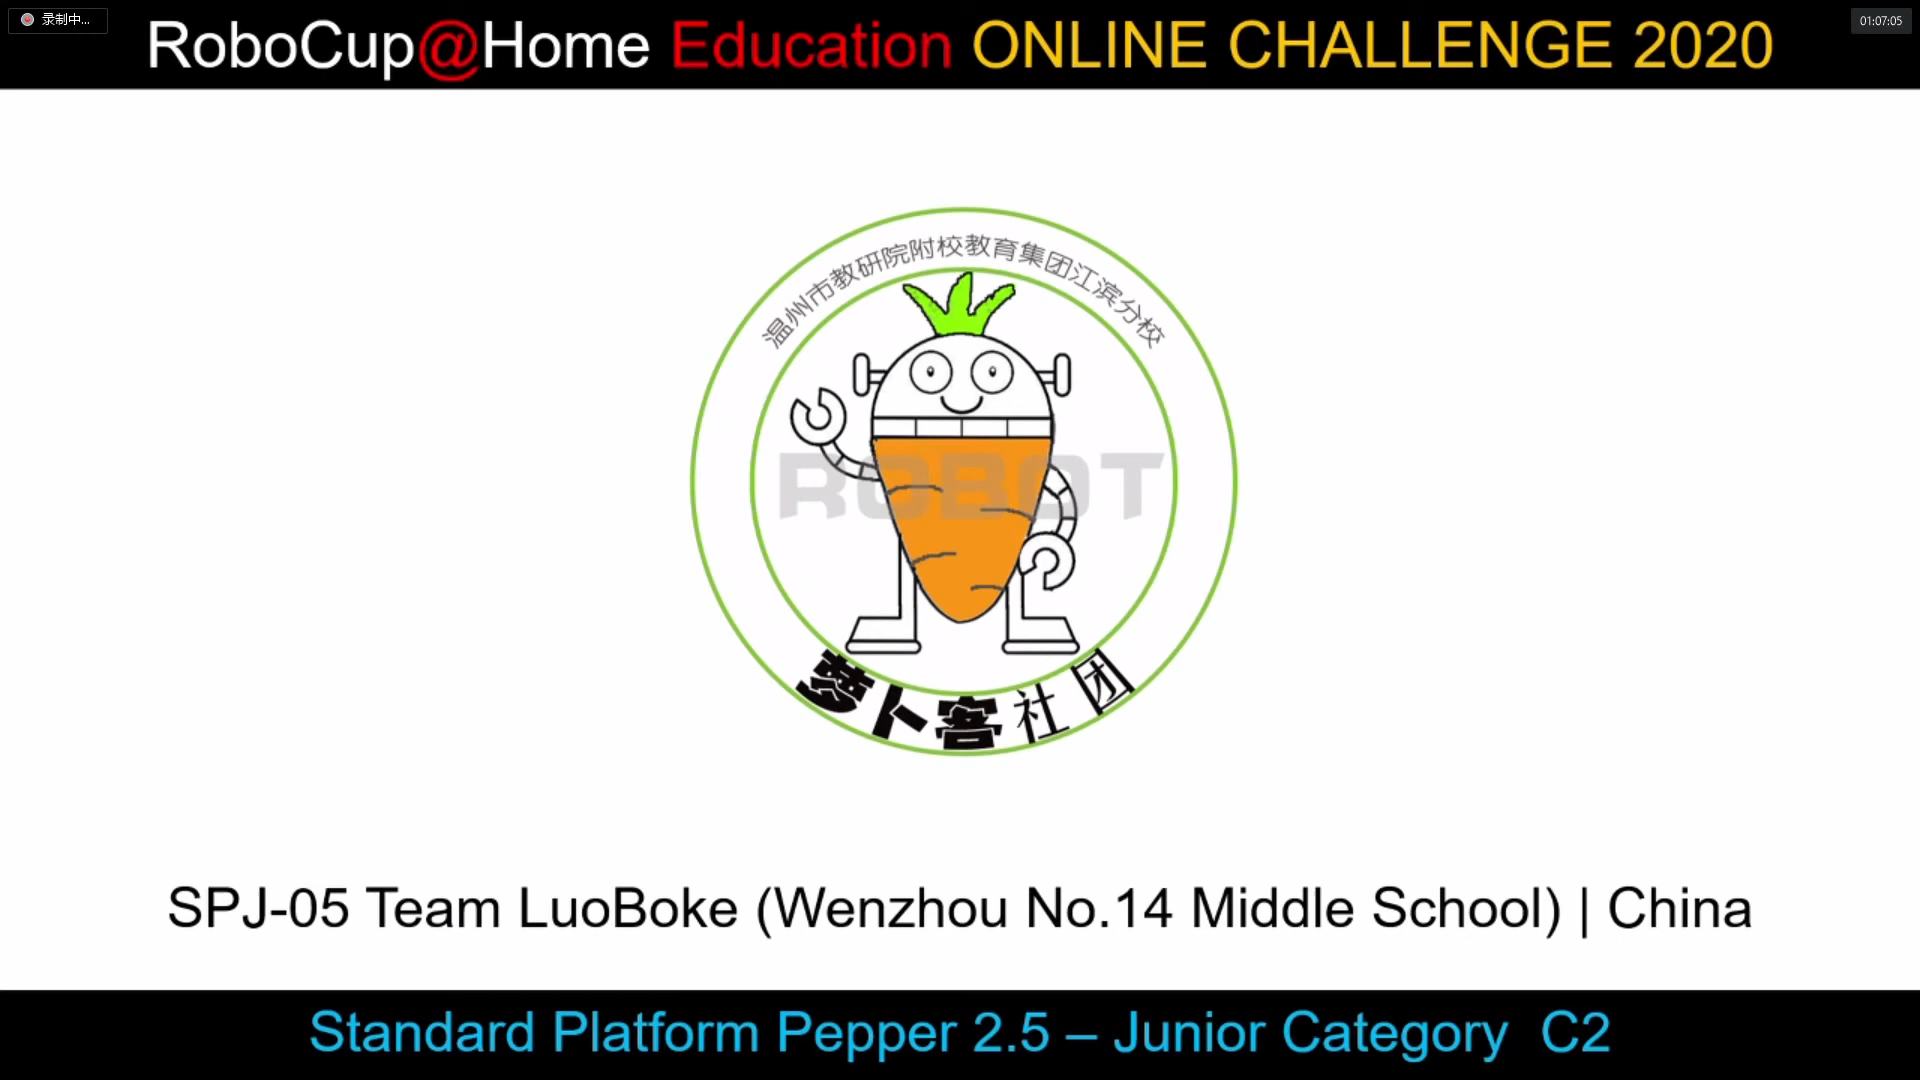 录制中...
01:07:05
RoboCup@Home Education ONLINE CHALLENGE 2020
温州市教研院附校教育集团江滨分校
ROBOT
萝卜客社团
SPJ-05 Team LuoBoke (Wenzhou No.14 Middle School) | China
Standard Platform Pepper 2.5 – Junior Category C2